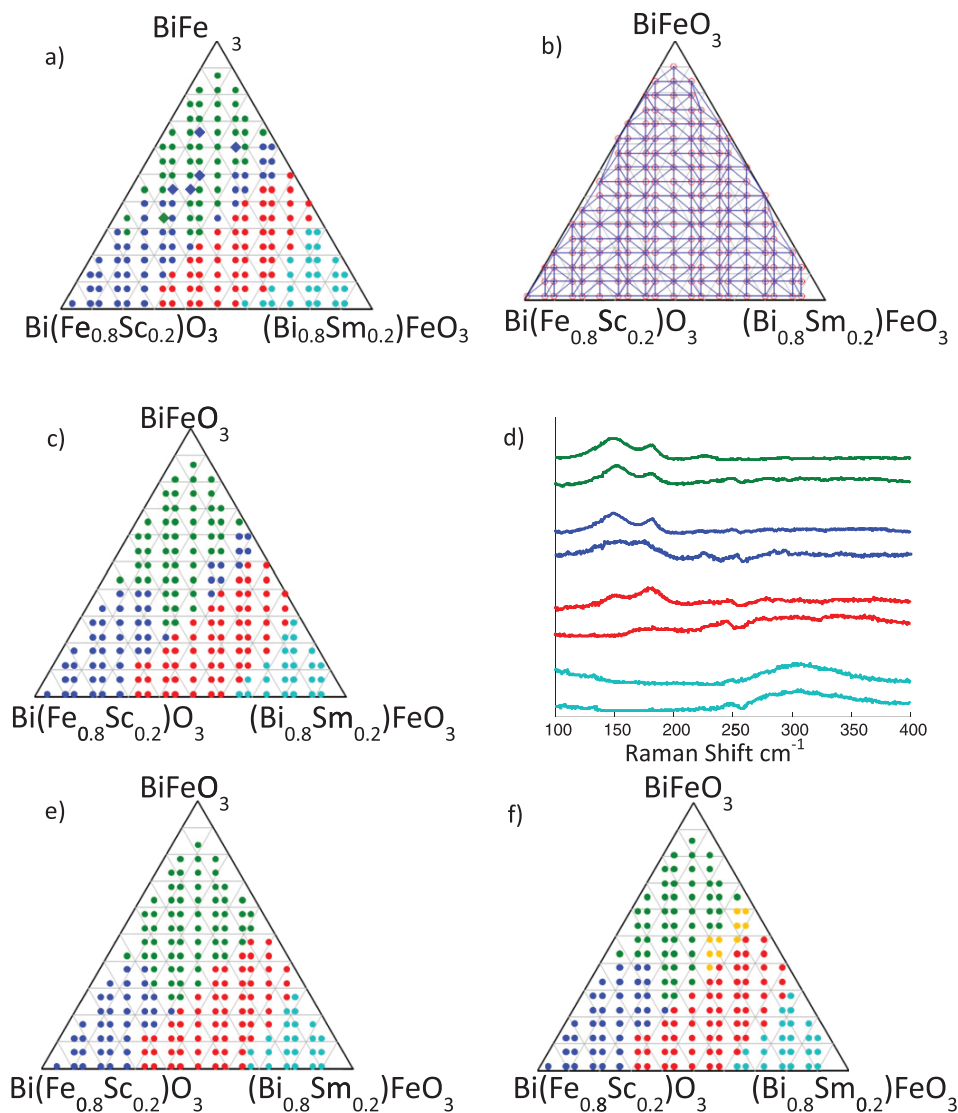 a)
BiFe 3
Bi(Fe0.8Sc0.2)O3
(Bi0.8Sm0.2)FeO3
b)
BiFeO3
Bi(Fe0.8Sc0.2)O3
(Bi0.8Sm0.2)FeO3
c)
BiFeO3
Bi(Fe0.8Sc0.2)O3
(Bi0.8Sm0.2)FeO3
d)
100 150 200 250 300 350 400
Raman Shift cm-1
e)
BiFeO3
Bi(Fe0.8Sc0.2)O3
(Bi0.8Sm0.2)FeO3
f)
BiFeO3
Bi(Fe0.8Sc0.2)O3
(Bi0.8Sm0.2)FeO3